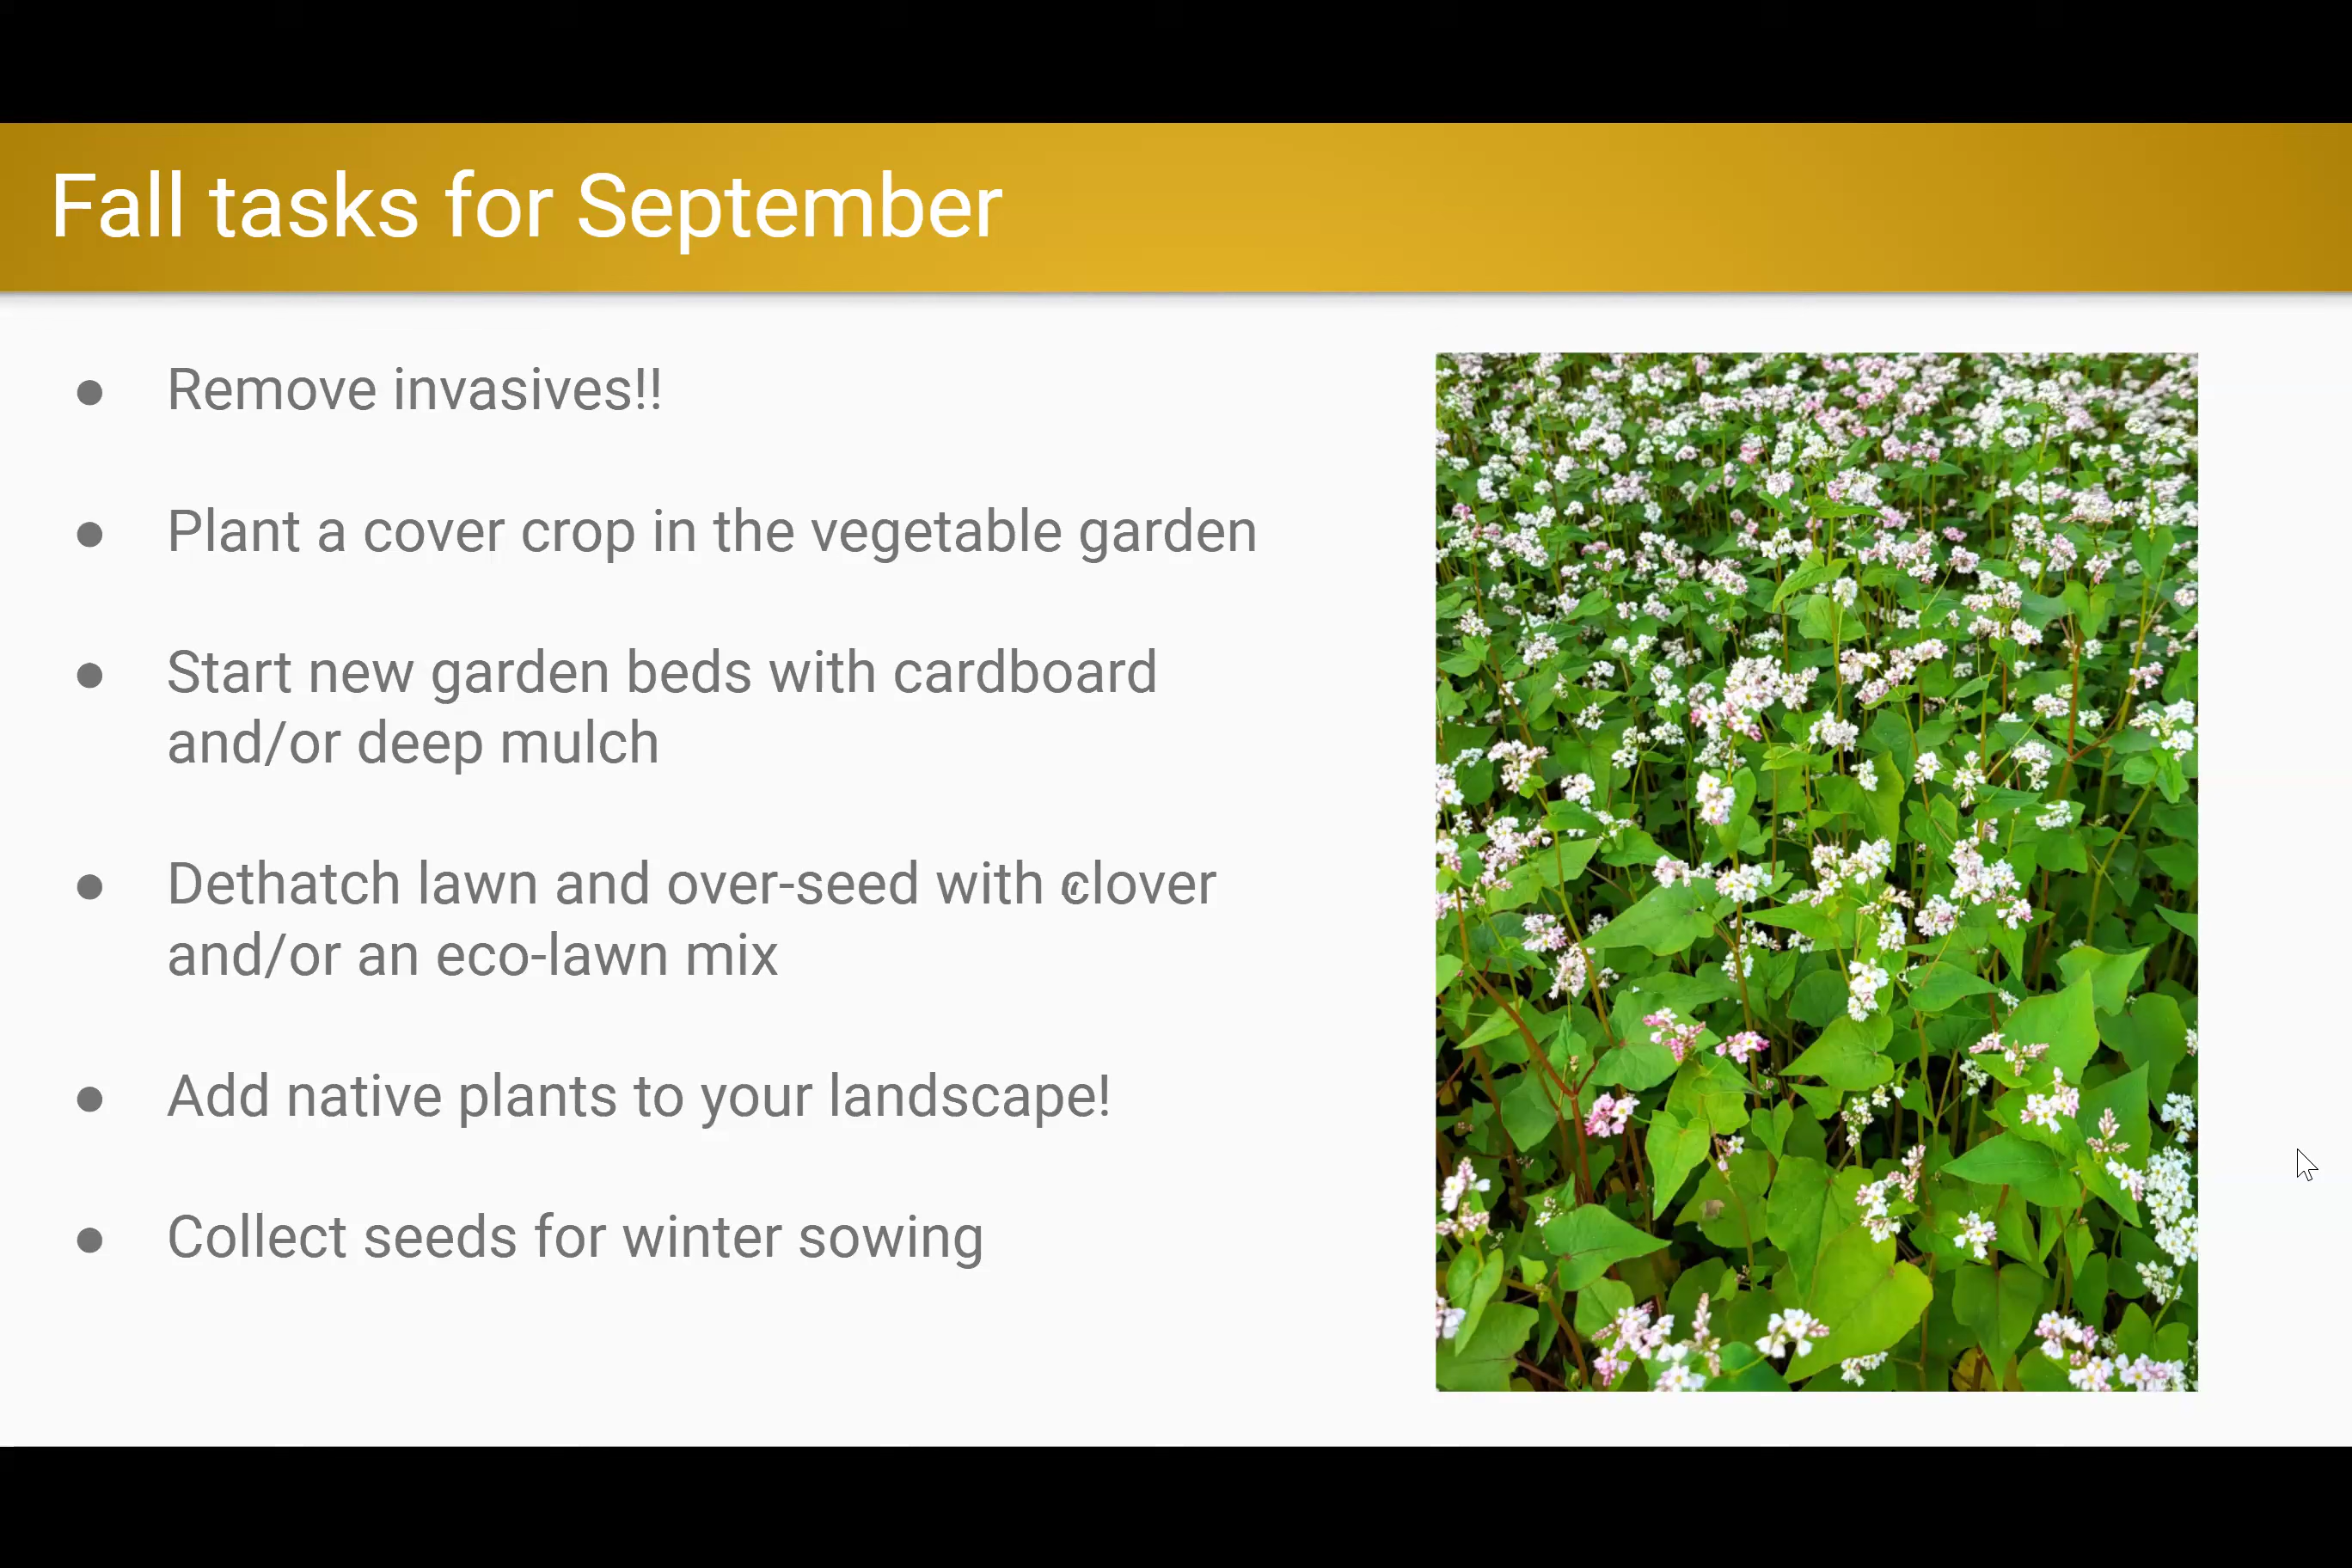 Fall tasks for September
● Remove invasives!!
● Plant a cover crop in the vegetable garden
● Start new garden beds with cardboard
and/or deep mulch
● Dethatch lawn and over-seed with clover
and/or an eco-lawn mix
● Add native plants to your landscape!
● Collect seeds for winter sowing